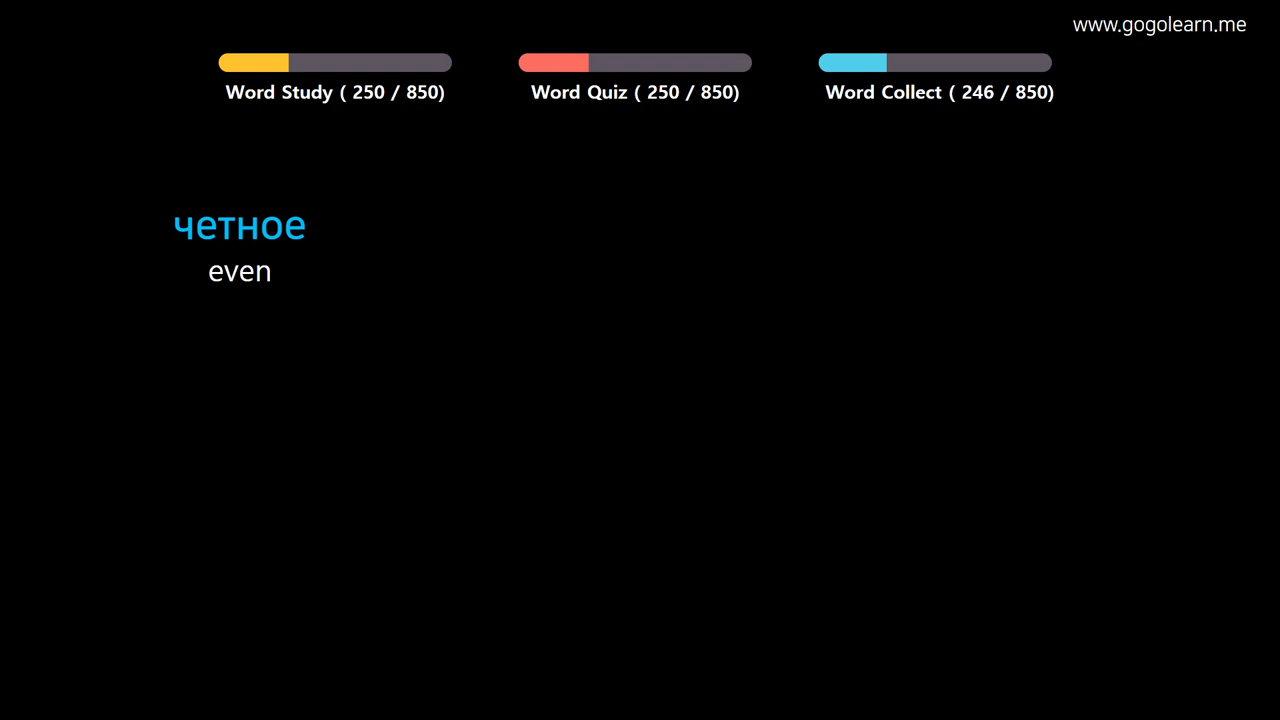 www.gogolearn.me
Word Study ( 250 / 850)
Word Quiz ( 250 / 850)
Word Collect ( 246 / 850)
четное
even